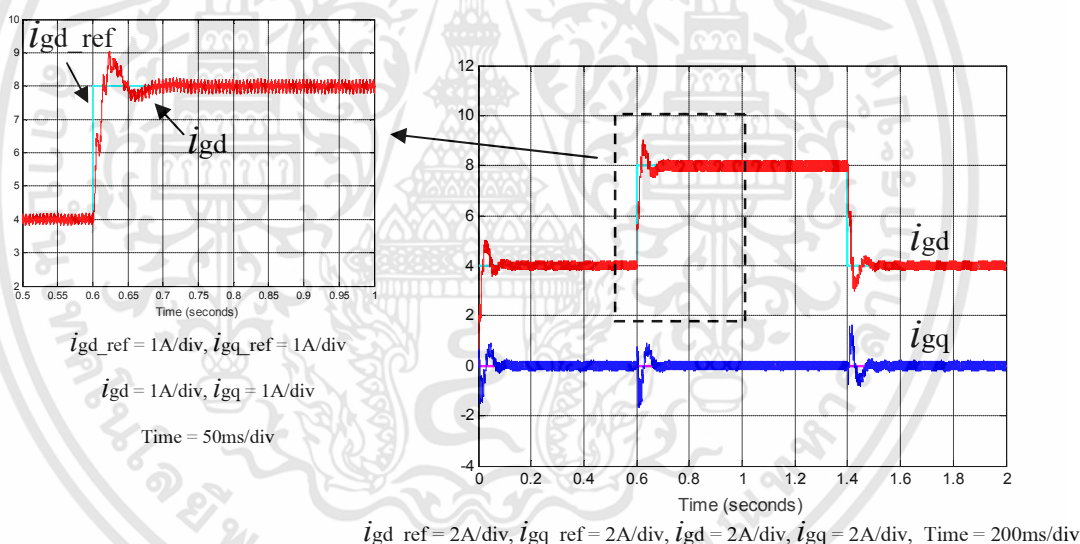 10
9
8
7
6
5
4
3
2
0.5 0.55 0.6 0.65 0.7 0.75 0.8 0.85 0.9 0.95 1
Time (seconds)
igd_ref
igd
igd_ref = 1A/div, igq_ref = 1A/div
igd = 1A/div, igq = 1A/div
Time = 50ms/div
12
10
8
6
4
2
0
-2
-4
0 0.2 0.4 0.6 0.8 1 1.2 1.4 1.6 1.8 2
Time (seconds)
igd
igq
igd_ref = 2A/div, igq_ref = 2A/div, igd = 2A/div, igq = 2A/div, Time = 200ms/div